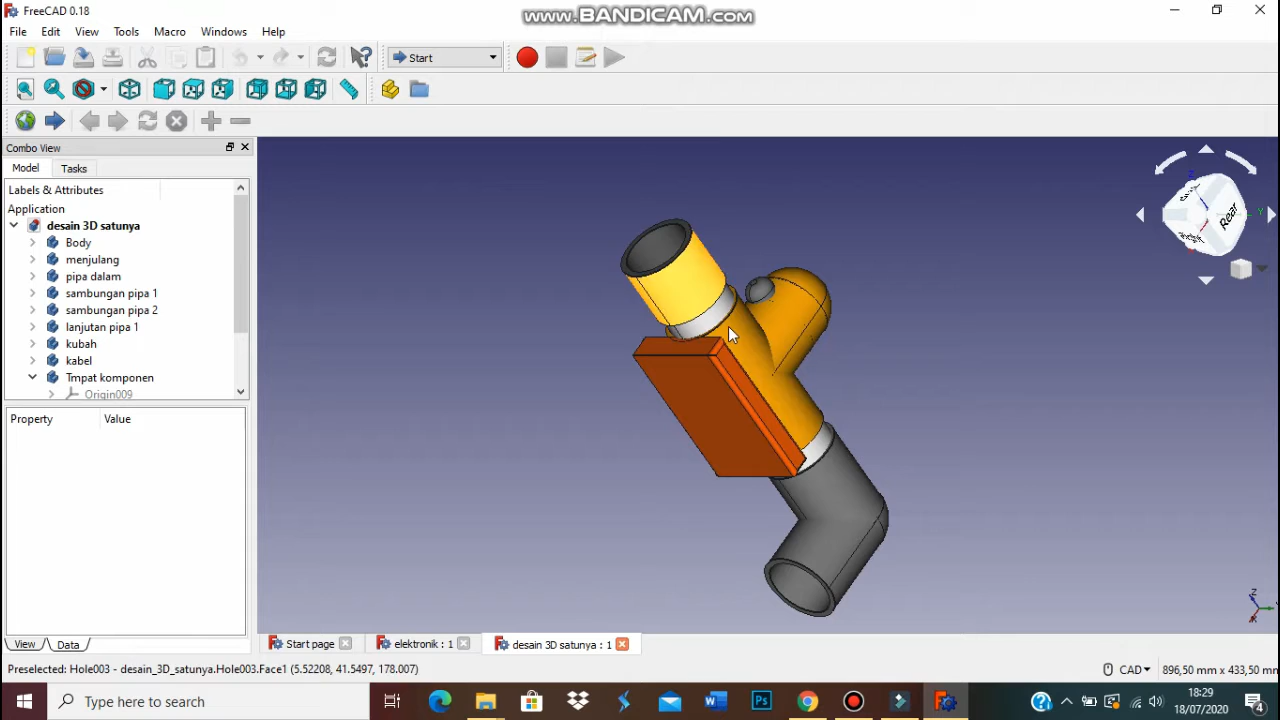 FreeCAD 0.18
www.BANDICAM.com
File Edit View Tools Macro Windows Help
Start
Combo View
Model Tasks
Labels & Attributes
Application
desain 3D satunya
Body
menjulang
pipa dalam
sambungan pipa 1
sambungan pipa 2
lanjutan pipa 1
kubah
kabel
Tmpat komponen
Origin009
Property Value
Rear
Z
Y
Z
View Data
Start page elektronik : 1 desain 3D satunya : 1
Preselected: Hole003 - desain_3D_satunya.Hole003.Face1 (5.52208, 41.5497, 178.007)
CAD
896,50 mm x 433,50 mm
Type here to search
18:29
18/07/2020
4